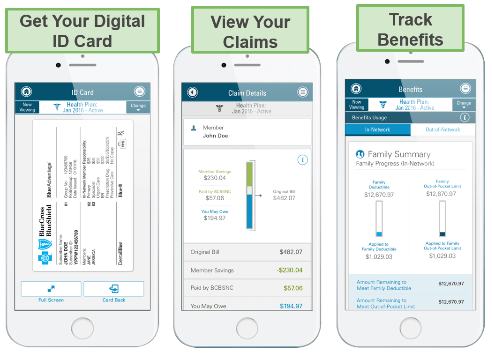 Get Your Digital
ID Card
ID Card
Now
Viewing
Health Plan:
Jan 2016 - Active
Change
BlueCross
BlueShield
BlueAdvantage
Subscriber Name
JOHN DOE
Blue
Full Screen
Card Back
View Your
Claims
Claim Details
Health Plan:
Jan 2016 - Active
Member
John Doe
Member Savings
$230.04
Paid by BCBSNC
$57.06
You May Owe
$194.97
Original Bill
$482.07
Original Bill
$482.07
Member Savings
-$230.04
Paid by BCBSNC
$57.06
You May Owe
$194.97
Track
Benefits
Benefits
Now
Viewing
Health Plan:
Jan 2016 - Active
Change
Benefits Usage
In-Network
Out-of-Network
Family Summary
Family Progress (In-Network)
Family
Deductible
$12,670.97
Family
Out-of-Pocket Limit
$12,670.97
Applied to
Family Deductible
$1,029.03
Applied to
Out-of-Pocket Limit
$1,029.03
Amount Remaining to
Meet Family Deductible
$12,670.97
Amount Remaining to
Meet Out-of-Pocket Limit
$12,670.97